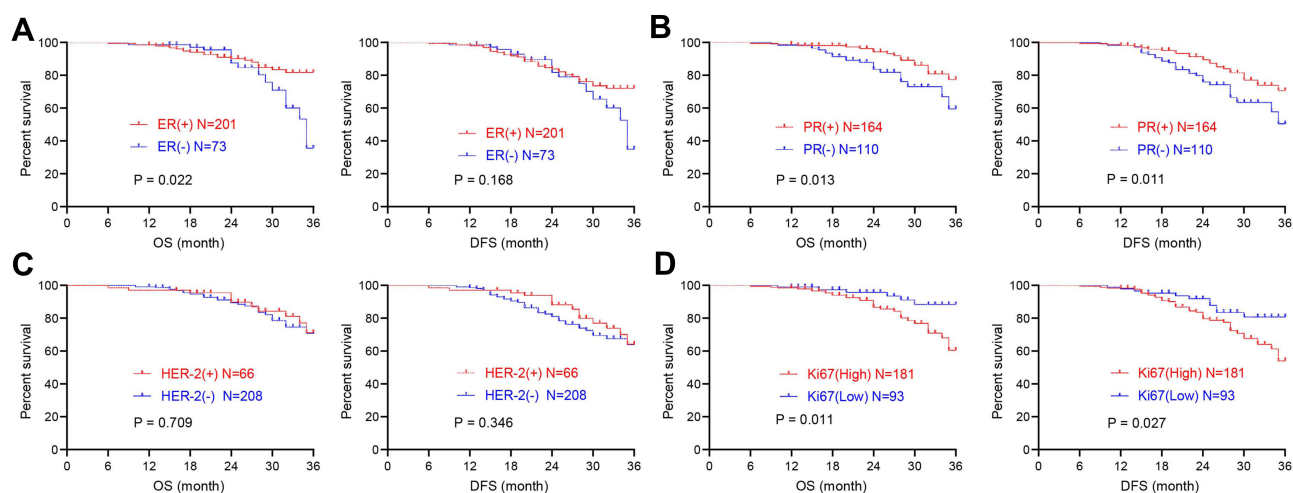 A
B
Percent survival
100
80
60
40
20
0
ER(+) N=201
ER(-) N=73
P = 0.022
0 6 12 18 24 30 36
OS (month)
Percent survival
100
80
60
40
20
0
ER(+) N=201
ER(-) N=73
P = 0.168
0 6 12 18 24 30 36
DFS (month)
Percent survival
100
80
60
40
20
0
PR(+) N=164
PR(-) N=110
P = 0.013
0 6 12 18 24 30 36
OS (month)
Percent survival
100
80
60
40
20
0
PR(+) N=164
PR(-) N=110
P = 0.011
0 6 12 18 24 30 36
DFS (month)
C
D
Percent survival
100
80
60
40
20
0
HER-2(+) N=66
HER-2(-) N=208
P = 0.709
0 6 12 18 24 30 36
OS (month)
Percent survival
100
80
60
40
20
0
HER-2(+) N=66
HER-2(-) N=208
P = 0.346
0 6 12 18 24 30 36
DFS (month)
Percent survival
100
80
60
40
20
0
Ki67(High) N=181
Ki67(Low) N=93
P = 0.011
0 6 12 18 24 30 36
OS (month)
Percent survival
100
80
60
40
20
0
Ki67(High) N=181
Ki67(Low) N=93
P = 0.027
0 6 12 18 24 30 36
DFS (month)